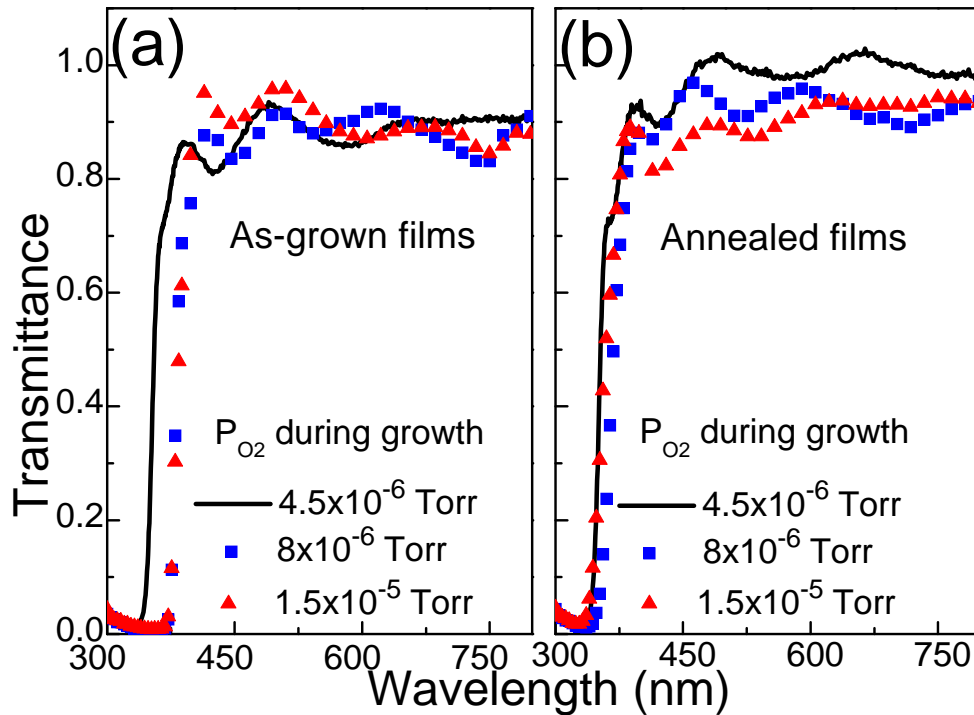 (a)
(b)
1.0
0.8
0.6
0.4
0.2
0.0
Transmittance
As-grown films
P_O2 during growth
4.5x10^-6 Torr
8x10^-6 Torr
1.5x10^-5 Torr
Annealed films
P_O2 during growth
4.5x10^-6 Torr
8x10^-6 Torr
1.5x10^-5 Torr
300 450 600 750
300 450 600 750
Wavelength (nm)